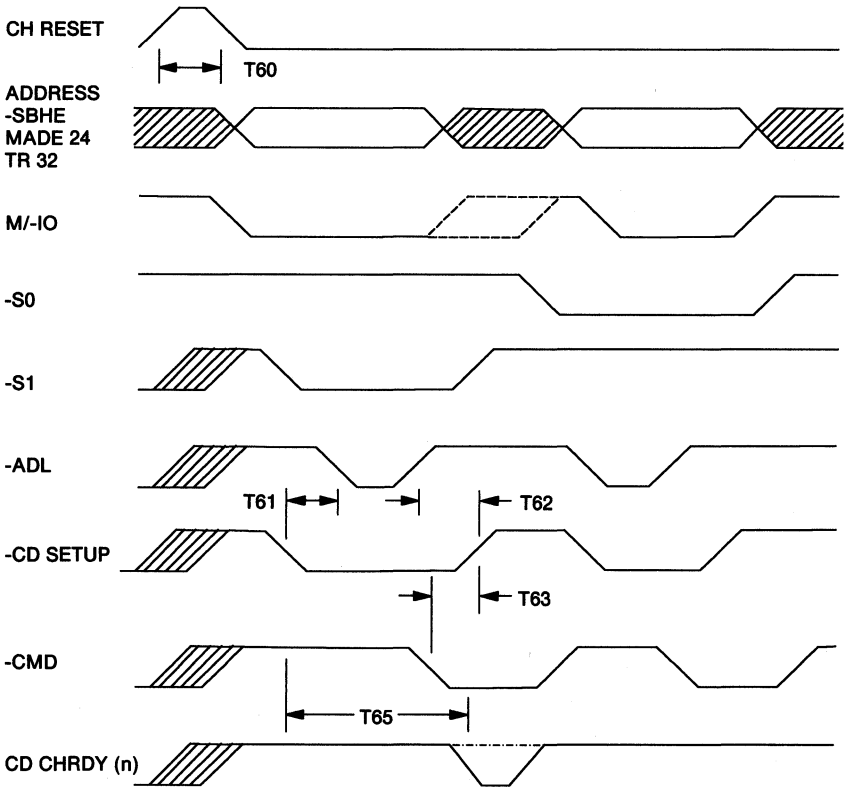 CH RESET
T60
ADDRESS
-SBHE
MADE 24
TR 32
M/-IO
-S0
-S1
-ADL
T61
T62
-CD SETUP
T63
-CMD
T65
CD CHRDY (n)